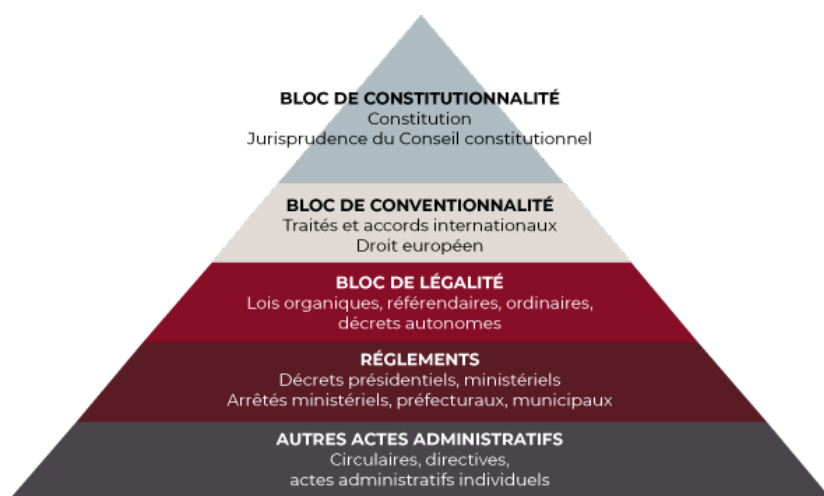 BLOC DE CONSTITUTIONNALITÉ
Constitution
Jurisprudence du Conseil constitutionnel
BLOC DE CONVENTIONNALITÉ
Traités et accords internationaux
Droit européen
BLOC DE LÉGALITÉ
Lois organiques, référendaires, ordinaires,
décrets autonomes
RÉGLEMENTS
Décrets présidentiels, ministériels
Arrêtés ministériels, préfecturaux, municipaux
AUTRES ACTES ADMINISTRATIFS
Circulaires, directives,
actes administratifs individuels